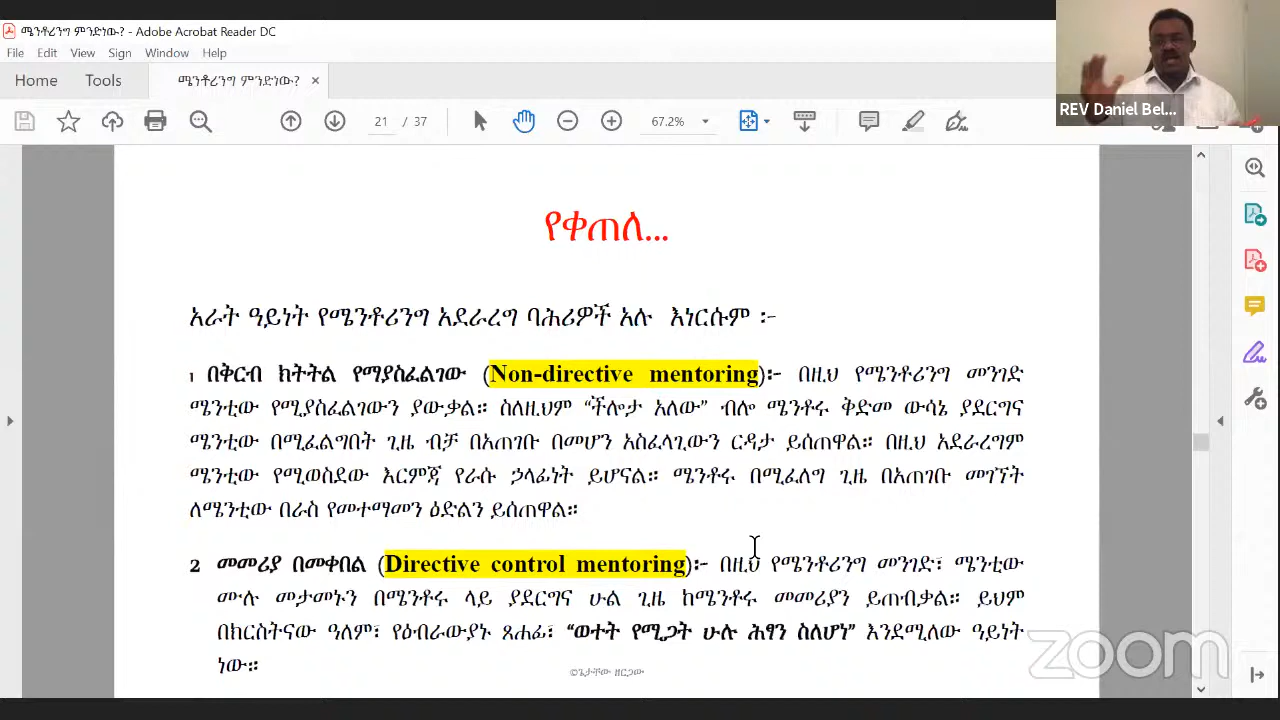 ሜንቶሪንግ ምንድነው? - Adobe Acrobat Reader DC
File Edit View Sign Window Help
Home Tools ሜንቶሪንግ ምንድነው? ×
21 / 37 67.2%
REV Daniel Bel...
የቀጠለ...
አራት ዓይነት የሜንቶሪንግ አደራረግ ባሕሪዎች አሉ እነርሱም ፡-
1 በቅርብ ክትትል የማያስፈልገው (Non-directive mentoring)፡- በዚህ የሜንቶሪንግ መንገድ
ሜንቲው የሚያስፈልገውን ያውቃል። ስለዚህም “ችሎታ አለው” ብሎ ሜንቶሩ ቅድመ ውሳኔ ያደርግና
ሜንቲው በሚፈልግበት ጊዜ ብቻ በአጠገቡ በመሆን አስፈላጊውን ርዳታ ይሰጠዋል። በዚህ አደራረግም
ሜንቲው የሚወስደው እርምጃ የራሱ ኃላፊነት ይሆናል። ሜንቶሩ በሚፈለግ ጊዜ በአጠገቡ መገኘት
ለሜንቲው በራስ የመተማመን ዕድልን ይሰጠዋል።
2 መመሪያ በመቀበል (Directive control mentoring)፡- በዚህ የሜንቶሪንግ መንገድ፣ ሜንቲው
ሙሉ መታመኑን በሜንቶሩ ላይ ያደርግና ሁል ጊዜ ከሜንቶሩ መመሪያን ይጠብቃል። ይህም
በክርስትናው ዓለም፣ የዕብራውያኑ ጸሐፊ፣ “ወተት የሚጋት ሁሉ ሕፃን ስለሆነ” እንደሚለው ዓይነት
ነው።
©ጌታቸው ዘርጋው
zoom